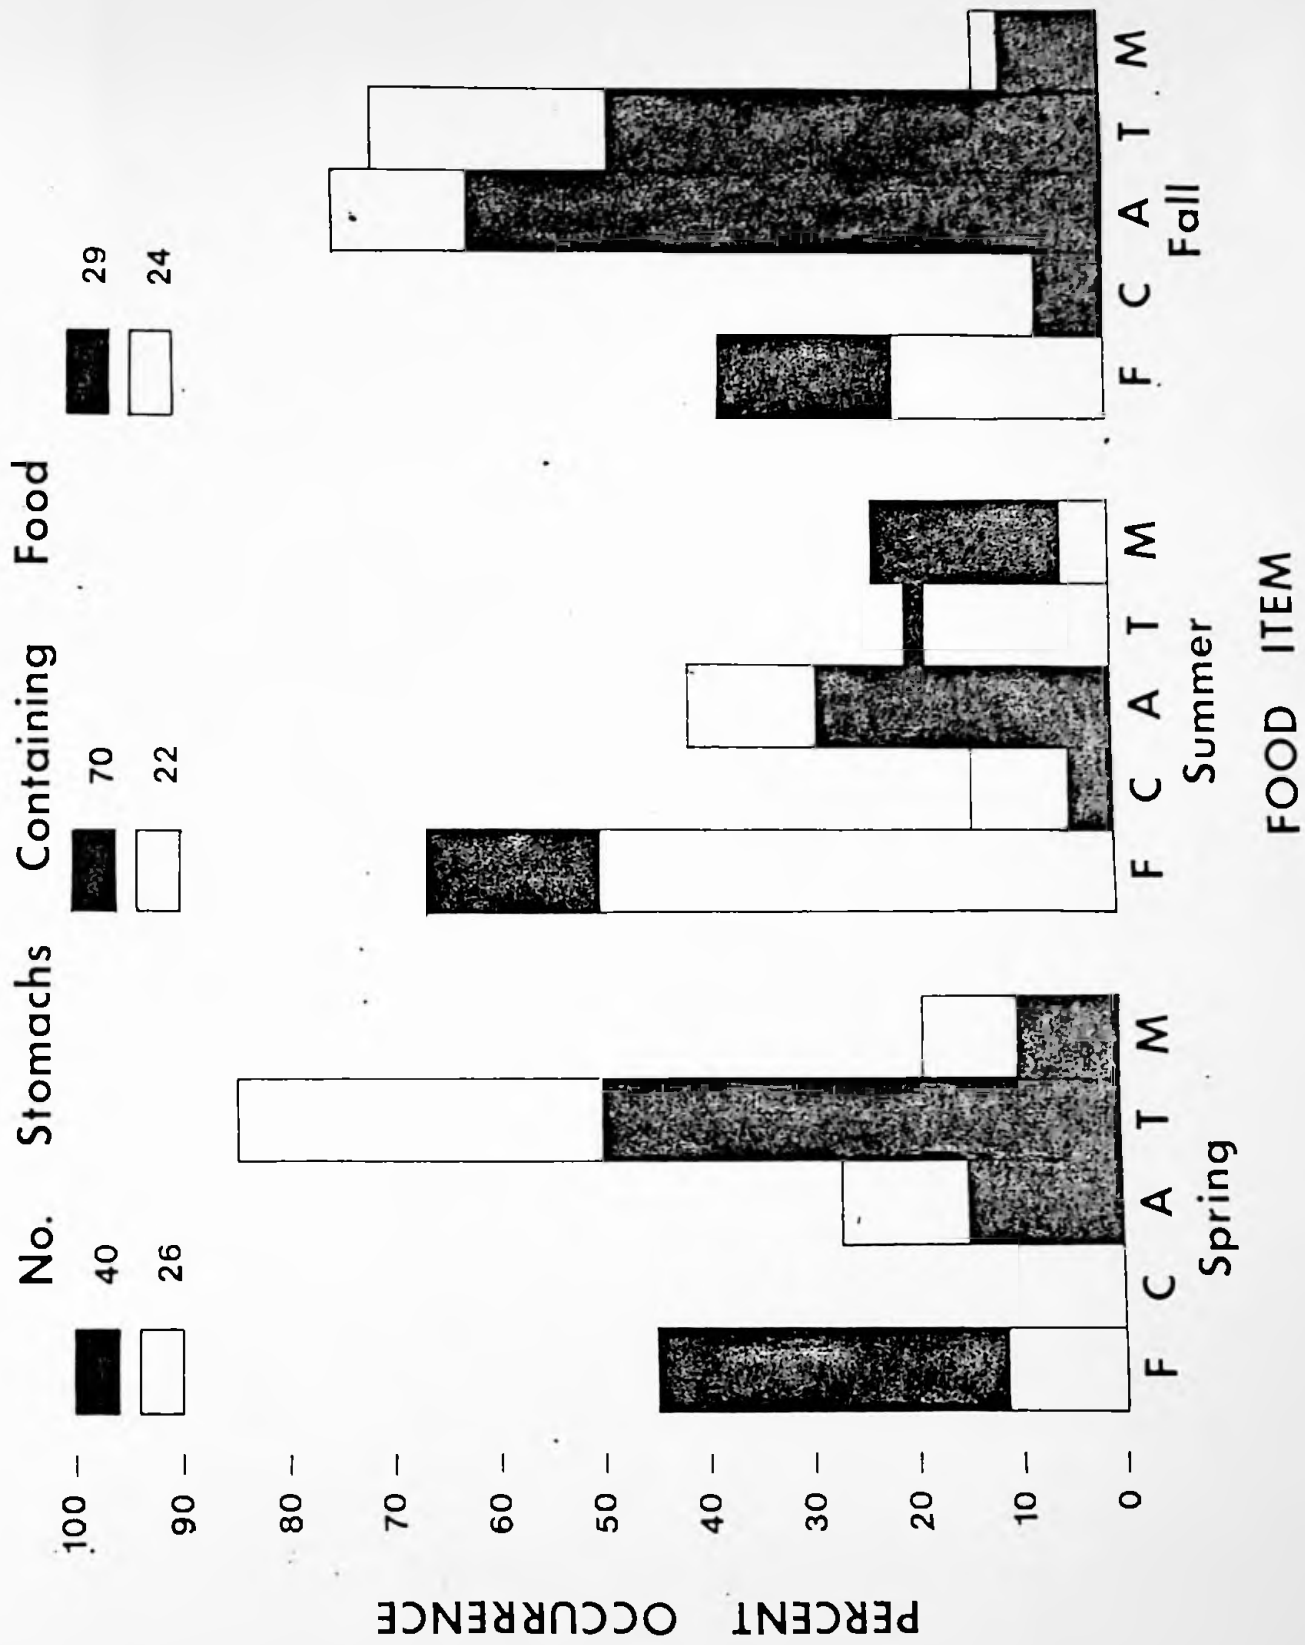 No. Stomachs Containing Food
40 70 29
26 22 24
PERCENT OCCURRENCE
100
90
80
70
60
50
40
30
20
10
0
F C A T M F C A T M F C A T M
Spring Summer Fall
FOOD ITEM